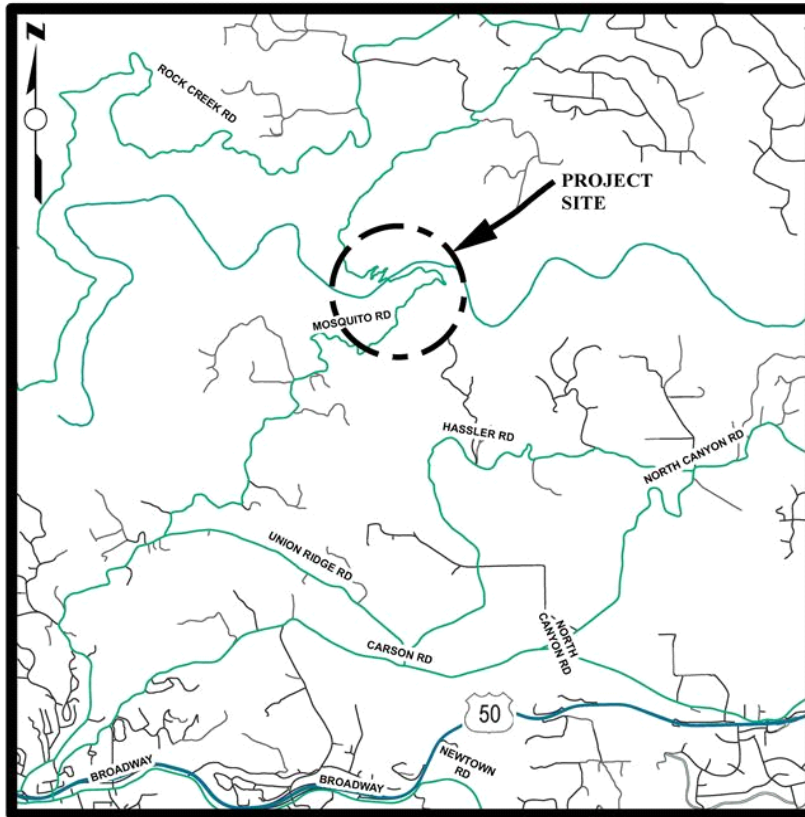 N
ROCK CREEK RD
PROJECT
SITE
MOSQUITO RD
HASSLER RD
NORTH CANYON RD
UNION RIDGE RD
CARSON RD
NORTH
CANYON RD
50
BROADWAY
BROADWAY
NEWTOWN
RD